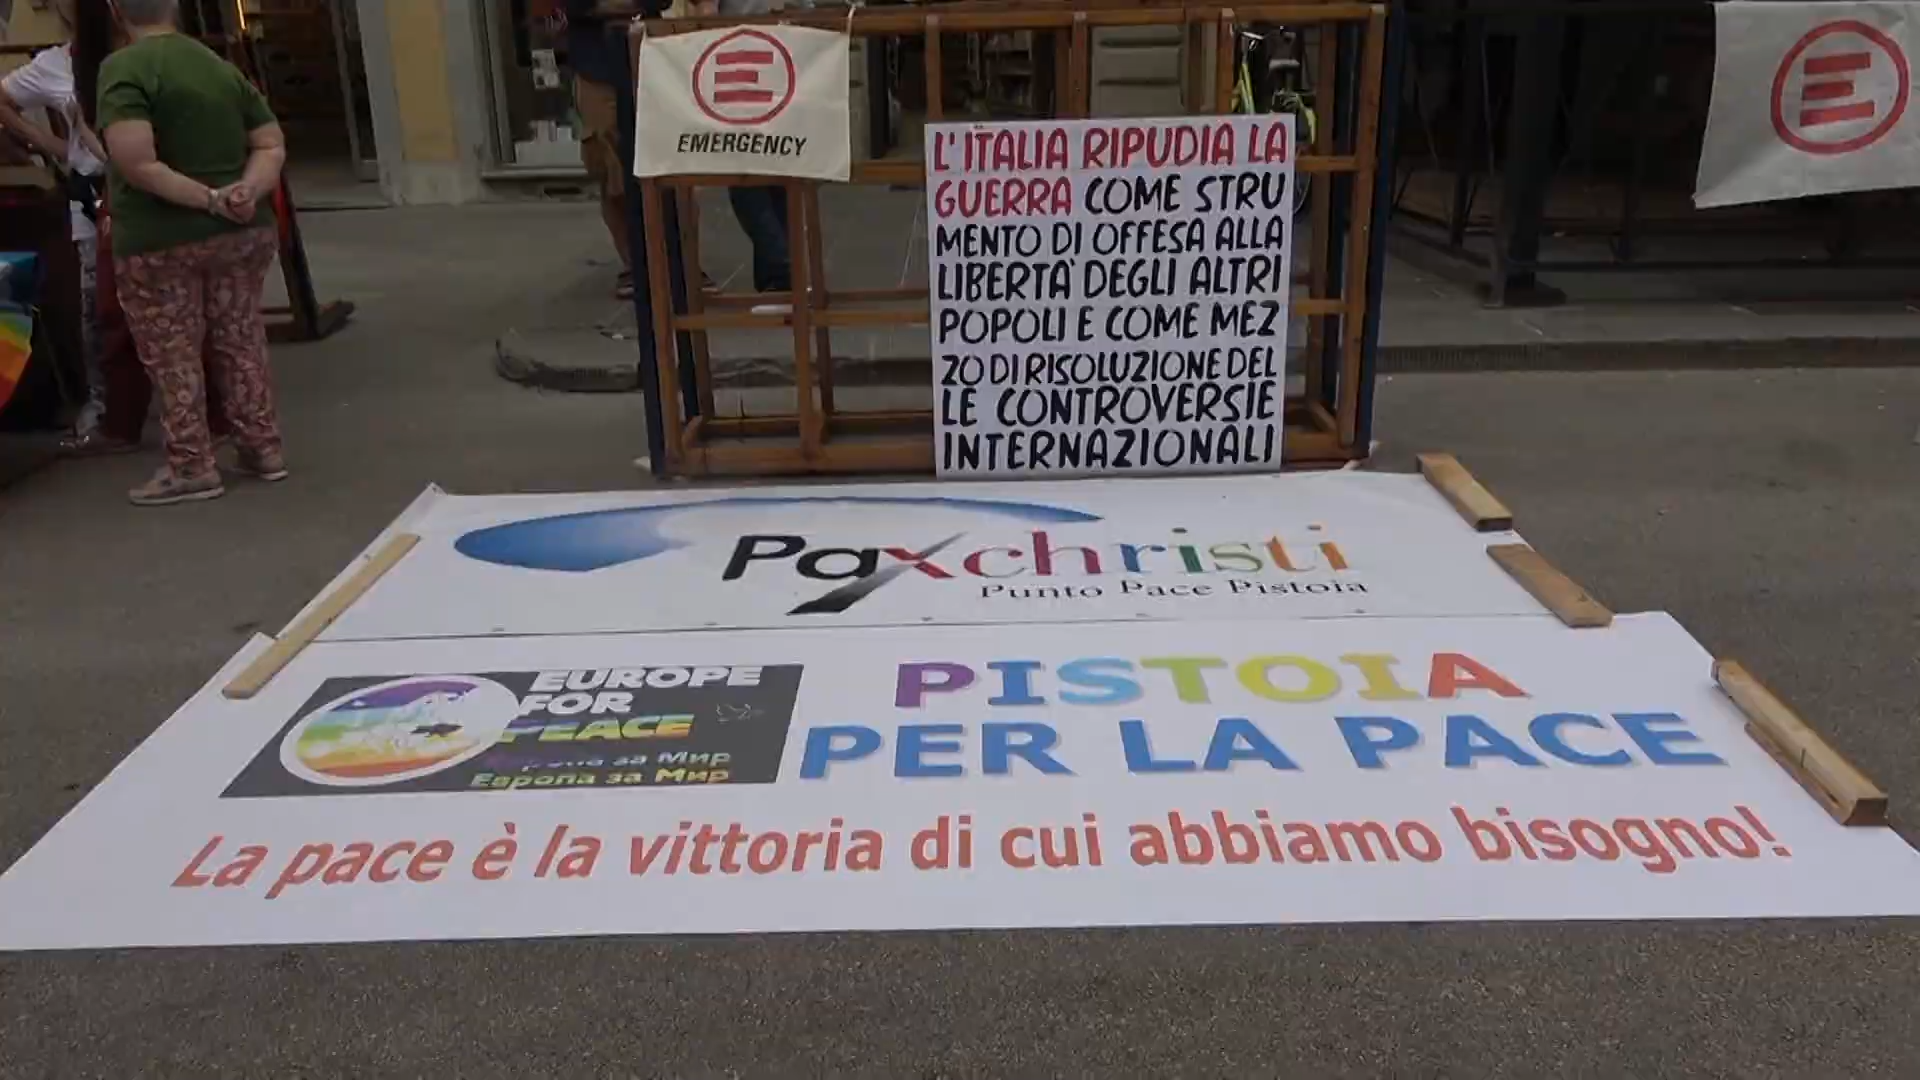 E
EMERGENCY
E
L'ITALIA RIPUDIA LA
GUERRA COME STRU
MENTO DI OFFESA ALLA
LIBERTA' DEGLI ALTRI
POPOLI E COME MEZ
ZO DI RISOLUZIONE DEL
LE CONTROVERSIE
INTERNAZIONALI
Paxchristi
Punto Pace Pistoia
EUROPE
FOR
PEACE
за Мир
Европа за Мир
PISTOIA
PER LA PACE
La pace è la vittoria di cui abbiamo bisogno!